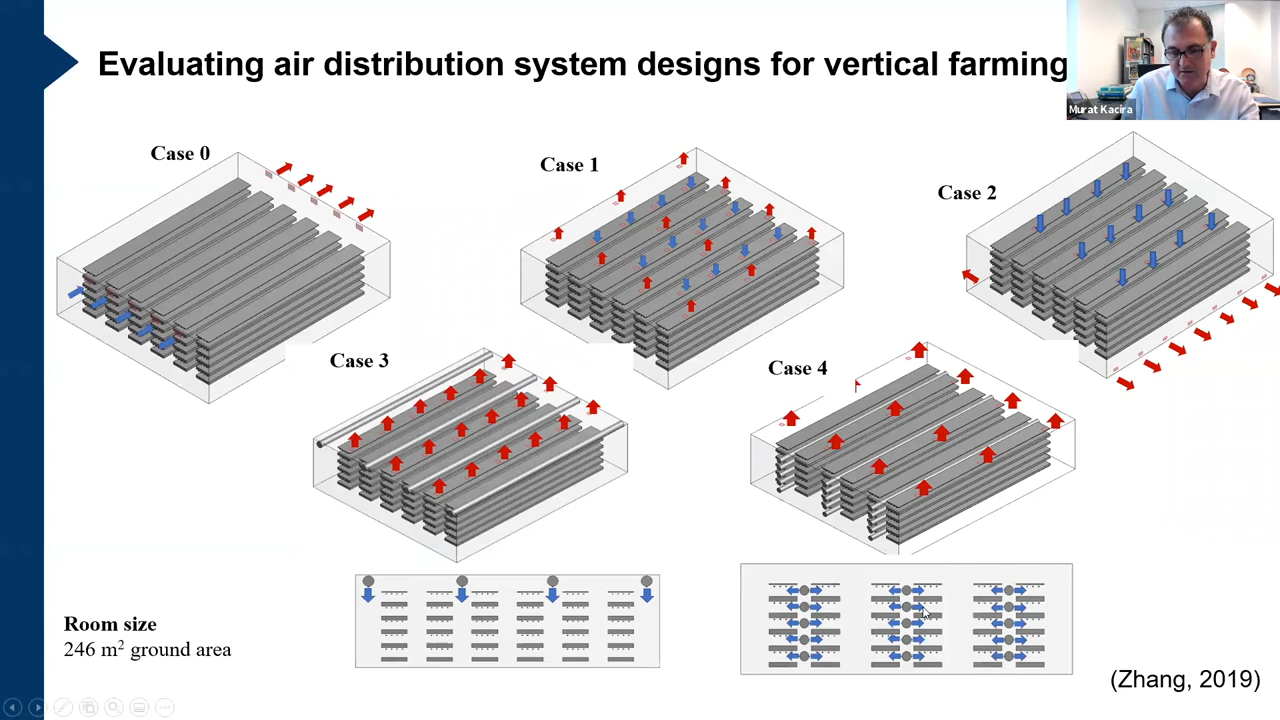 Evaluating air distribution system designs for vertical farming
Murat Kacira
Case 0
Case 1
Case 2
Case 3
Case 4
Room size
246 m² ground area
(Zhang, 2019)